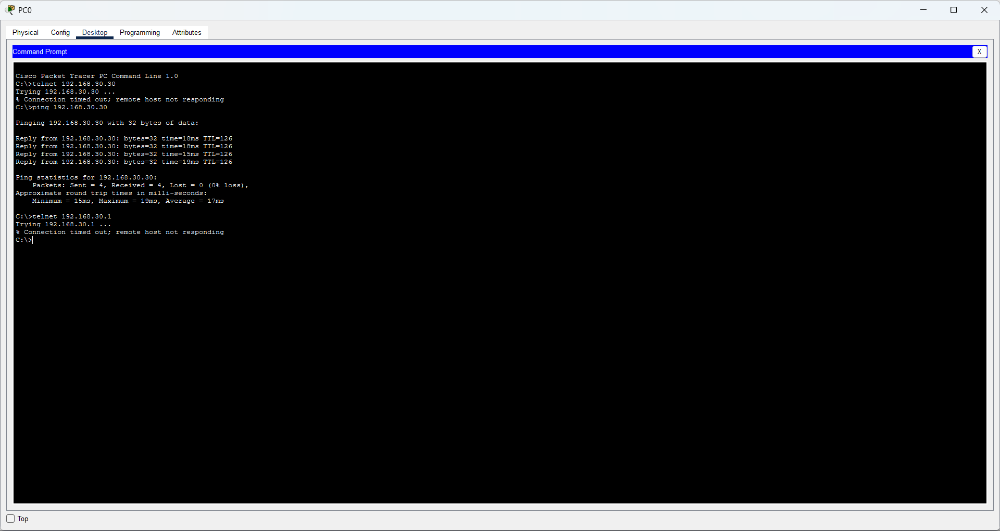 PC0
Physical Config Desktop Programming Attributes
Command Prompt X
Cisco Packet Tracer PC Command Line 1.0
C:\>telnet 192.168.30.30
Trying 192.168.30.30 ...
% Connection timed out; remote host not responding
C:\>ping 192.168.30.30
Pinging 192.168.30.30 with 32 bytes of data:
Reply from 192.168.30.30: bytes=32 time=18ms TTL=126
Reply from 192.168.30.30: bytes=32 time=18ms TTL=126
Reply from 192.168.30.30: bytes=32 time=15ms TTL=126
Reply from 192.168.30.30: bytes=32 time=19ms TTL=126
Ping statistics for 192.168.30.30:
Packets: Sent = 4, Received = 4, Lost = 0 (0% loss),
Approximate round trip times in milli-seconds:
Minimum = 15ms, Maximum = 19ms, Average = 17ms
C:\>telnet 192.168.30.1
Trying 192.168.30.1 ...
% Connection timed out; remote host not responding
C:\>
Top